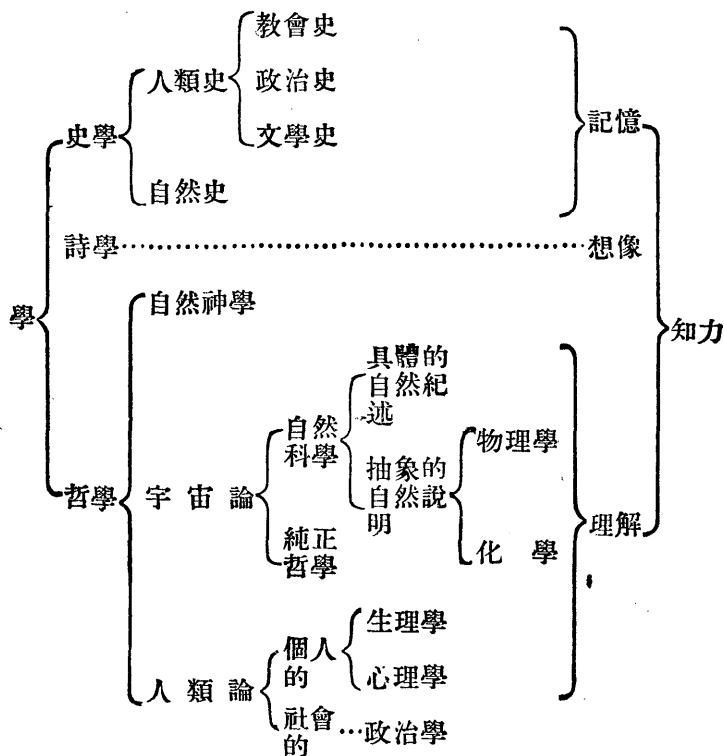 教會史
人類史
政治史
史學
文學史
記憶
自然史
詩學
想像
學
自然神學
知力
具體的
自然紀
述
自然
科學
物理學
抽象的
自然說
明
哲學
宇宙論
純正
哲學
化學
理解
人類論
個人
的
生理學
心理學
社會
的
政治學